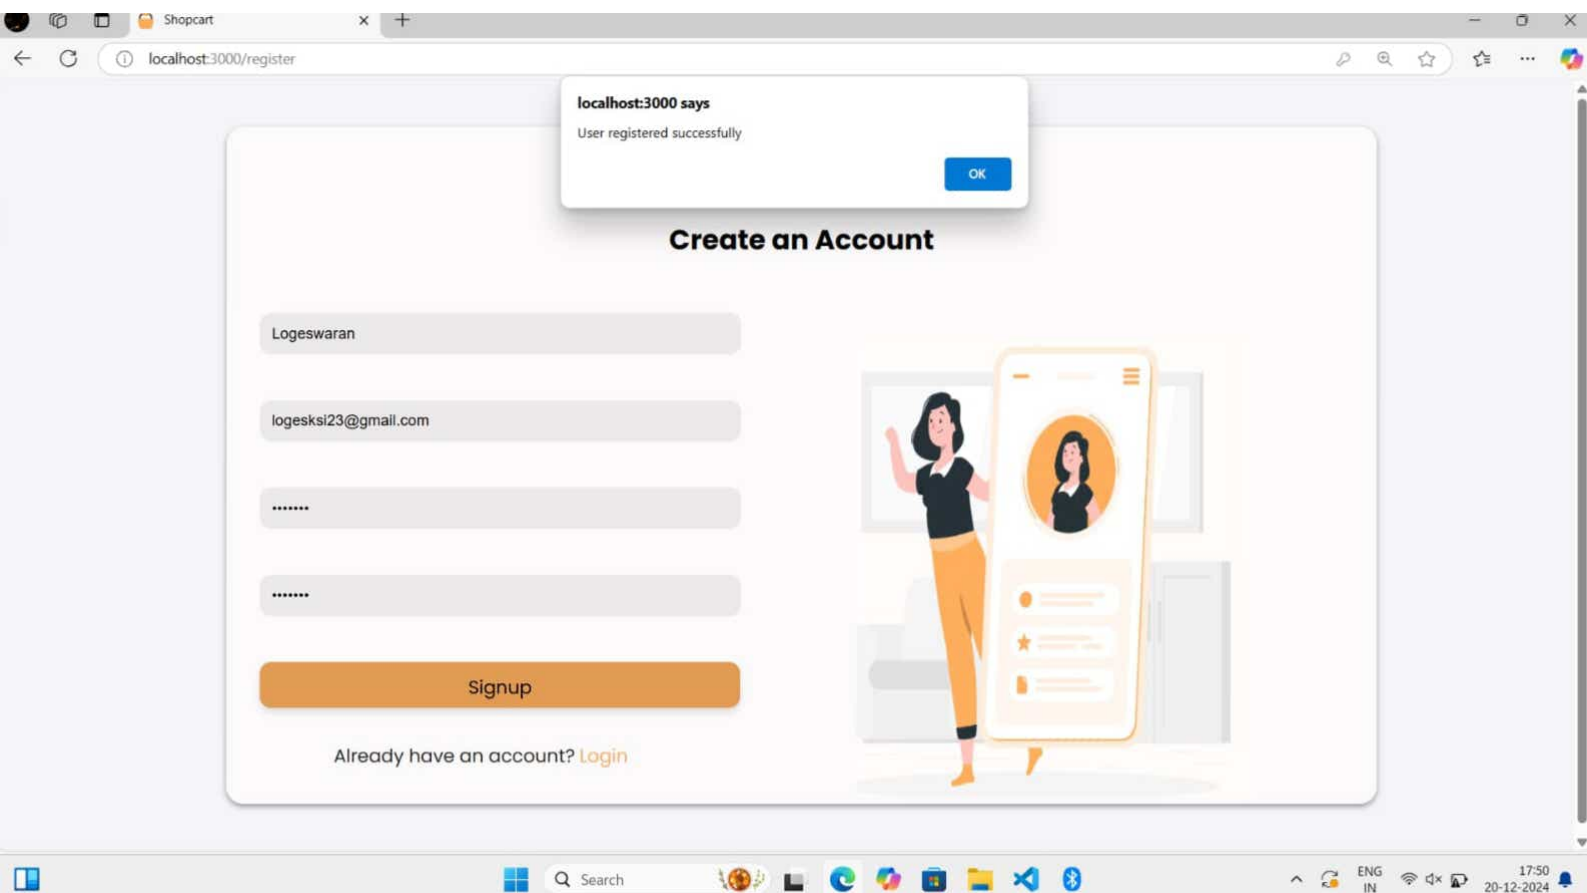 Shopcart
localhost:3000/register
localhost:3000 says
User registered successfully
OK
Create an Account
Logeswaran
logesksi23@gmail.com
•••••••
•••••••
Signup
Already have an account? Login
Search
ENG
IN
17:50
20-12-2024